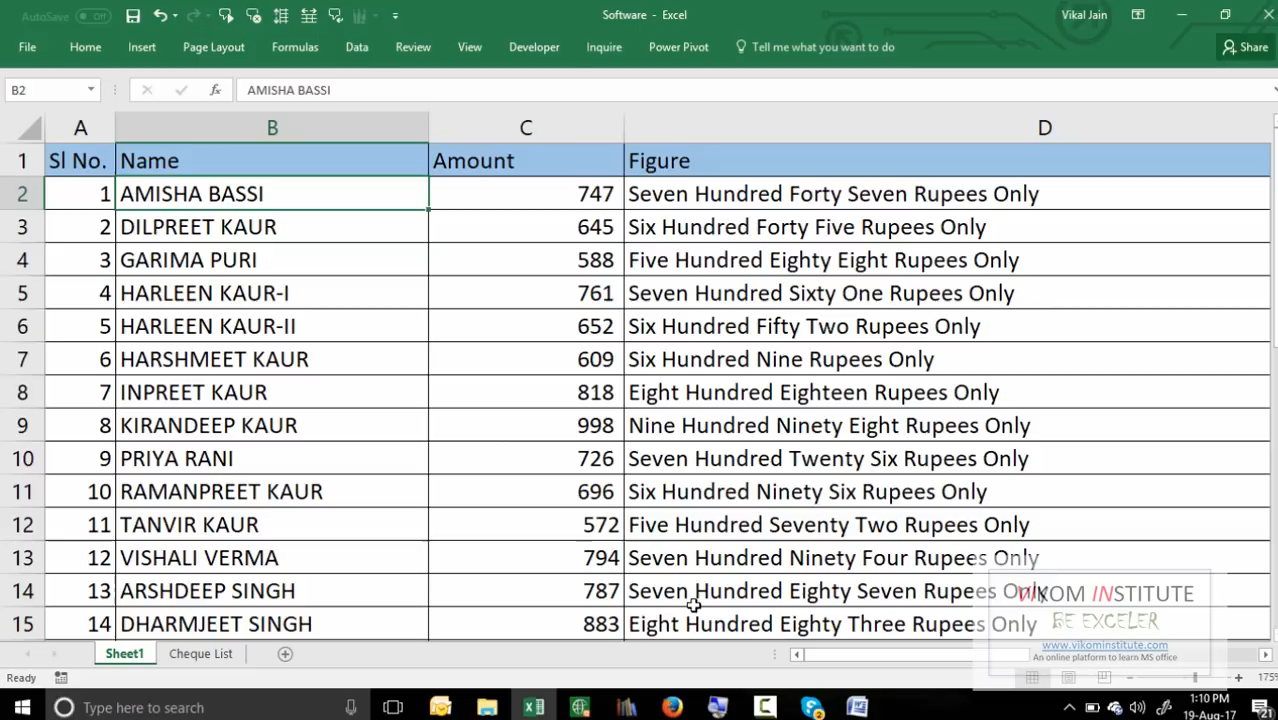 AutoSave Off Software - Excel Vikal Jain
File Home Insert Page Layout Formulas Data Review View Developer Inquire Power Pivot Tell me what you want to do Share
B2 fx AMISHA BASSI
A B C D
1 Sl No. Name Amount Figure
2 1 AMISHA BASSI 747 Seven Hundred Forty Seven Rupees Only
3 2 DILPREET KAUR 645 Six Hundred Forty Five Rupees Only
4 3 GARIMA PURI 588 Five Hundred Eighty Eight Rupees Only
5 4 HARLEEN KAUR-I 761 Seven Hundred Sixty One Rupees Only
6 5 HARLEEN KAUR-II 652 Six Hundred Fifty Two Rupees Only
7 6 HARSHMEET KAUR 609 Six Hundred Nine Rupees Only
8 7 INPREET KAUR 818 Eight Hundred Eighteen Rupees Only
9 8 KIRANDEEP KAUR 998 Nine Hundred Ninety Eight Rupees Only
10 9 PRIYA RANI 726 Seven Hundred Twenty Six Rupees Only
11 10 RAMANPREET KAUR 696 Six Hundred Ninety Six Rupees Only
12 11 TANVIR KAUR 572 Five Hundred Seventy Two Rupees Only
13 12 VISHALI VERMA 794 Seven Hundred Ninety Four Rupees Only
14 13 ARSHDEEP SINGH 787 Seven Hundred Eighty Seven Rupees Only
15 14 DHARMJEET SINGH 883 Eight Hundred Eighty Three Rupees Only
VIKOM INSTITUTE
BE EXCELER
www.vikominstitute.com
An online platform to learn MS office
Sheet1 Cheque List
Ready 175%
Type here to search 1:10 PM
19-Aug-17 21